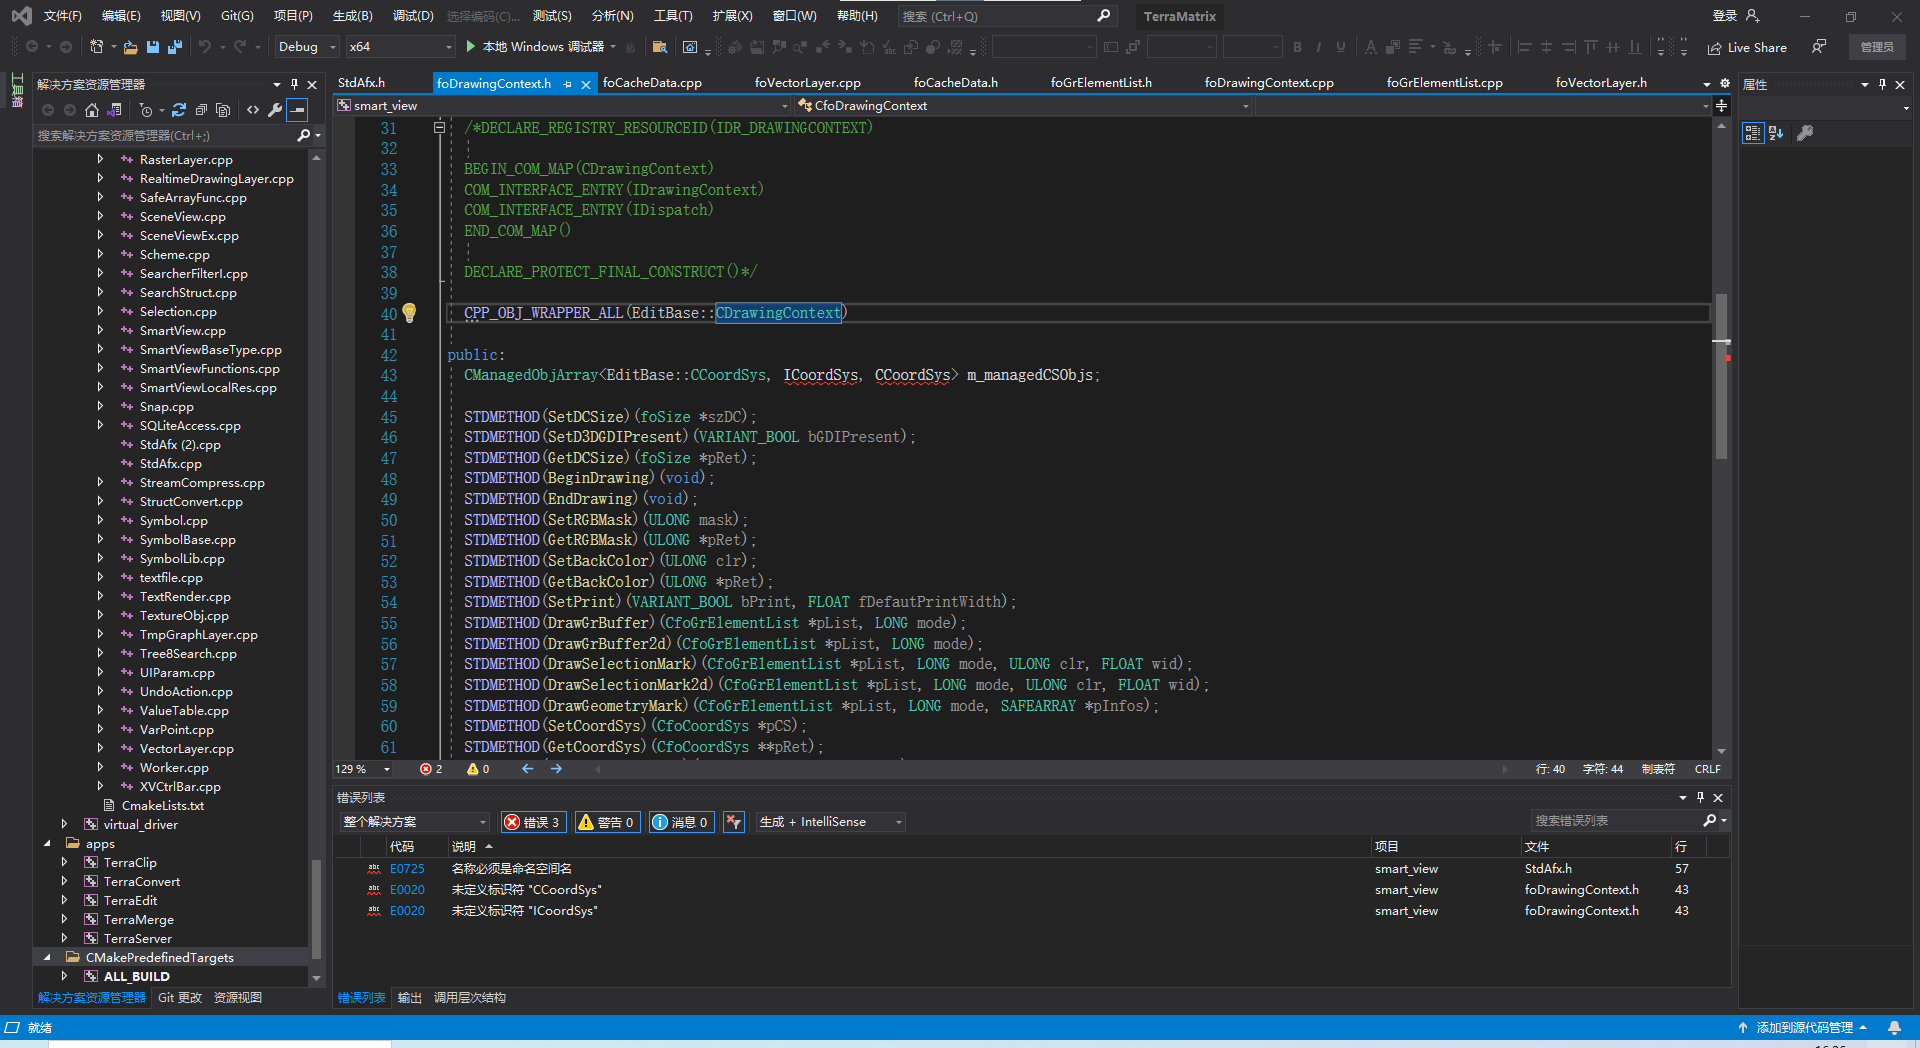 文件(F) 编辑(E) 视图(V) Git(G) 项目(P) 生成(B) 调试(D) 选择编码(C)... 测试(S) 分析(N) 工具(T) 扩展(X) 窗口(W) 帮助(H) 搜索 (Ctrl+Q) TerraMatrix 登录
Debug x64 本地 Windows 调试器 Live Share 管理员
工具箱
解决方案资源管理器
搜索解决方案资源管理器(Ctrl+;)
RasterLayer.cpp
RealtimeDrawingLayer.cpp
SafeArrayFunc.cpp
SceneView.cpp
SceneViewEx.cpp
Scheme.cpp
SearcherFilterI.cpp
SearchStruct.cpp
Selection.cpp
SmartView.cpp
SmartViewBaseType.cpp
SmartViewFunctions.cpp
SmartViewLocalRes.cpp
Snap.cpp
SQLiteAccess.cpp
StdAfx (2).cpp
StdAfx.cpp
StreamCompress.cpp
StructConvert.cpp
Symbol.cpp
SymbolBase.cpp
SymbolLib.cpp
textfile.cpp
TextRender.cpp
TextureObj.cpp
TmpGraphLayer.cpp
Tree8Search.cpp
UIParam.cpp
UndoAction.cpp
ValueTable.cpp
VarPoint.cpp
VectorLayer.cpp
Worker.cpp
XVCtrlBar.cpp
CmakeLists.txt
virtual_driver
apps
TerraClip
TerraConvert
TerraEdit
TerraMerge
TerraServer
CMakePredefinedTargets
ALL_BUILD
解决方案资源管理器 Git 更改 资源视图
StdAfx.h foDrawingContext.h foCacheData.cpp foVectorLayer.cpp foCacheData.h foGrElementList.h foDrawingContext.cpp foGrElementList.cpp foVectorLayer.h
smart_view CfoDrawingContext
31 /*DECLARE_REGISTRY_RESOURCEID(IDR_DRAWINGCONTEXT)
32
33 BEGIN_COM_MAP(CDrawingContext)
34 COM_INTERFACE_ENTRY(IDrawingContext)
35 COM_INTERFACE_ENTRY(IDispatch)
36 END_COM_MAP()
37
38 DECLARE_PROTECT_FINAL_CONSTRUCT()*/
39
40 CPP_OBJ_WRAPPER_ALL(EditBase::CDrawingContext)
41
42 public:
43 CManagedObjArray<EditBase::CCoordSys, ICoordSys, CCoordSys> m_managedCSObjs;
44
45 STDMETHOD(SetDCSize)(foSize *szDC);
46 STDMETHOD(SetD3DGDIPresent)(VARIANT_BOOL bGDIPresent);
47 STDMETHOD(GetDCSize)(foSize *pRet);
48 STDMETHOD(BeginDrawing)(void);
49 STDMETHOD(EndDrawing)(void);
50 STDMETHOD(SetRGBMask)(ULONG mask);
51 STDMETHOD(GetRGBMask)(ULONG *pRet);
52 STDMETHOD(SetBackColor)(ULONG clr);
53 STDMETHOD(GetBackColor)(ULONG *pRet);
54 STDMETHOD(SetPrint)(VARIANT_BOOL bPrint, FLOAT fDefautPrintWidth);
55 STDMETHOD(DrawGrBuffer)(CfoGrElementList *pList, LONG mode);
56 STDMETHOD(DrawGrBuffer2d)(CfoGrElementList *pList, LONG mode);
57 STDMETHOD(DrawSelectionMark)(CfoGrElementList *pList, LONG mode, ULONG clr, FLOAT wid);
58 STDMETHOD(DrawSelectionMark2d)(CfoGrElementList *pList, LONG mode, ULONG clr, FLOAT wid);
59 STDMETHOD(DrawGeometryMark)(CfoGrElementList *pList, LONG mode, SAFEARRAY *pInfos);
60 STDMETHOD(SetCoordSys)(CfoCoordSys *pCS);
61 STDMETHOD(GetCoordSys)(CfoCoordSys **pRet);
129 % 2 0 行: 40 字符: 44 制表符 CRLF
错误列表
整个解决方案 错误 3 警告 0 消息 0 生成 + IntelliSense 搜索错误列表
代码 说明 项目 文件 行
E0725 名称必须是命名空间名 smart_view StdAfx.h 57
E0020 未定义标识符 "CCoordSys" smart_view foDrawingContext.h 43
E0020 未定义标识符 "ICoordSys" smart_view foDrawingContext.h 43
错误列表 输出 调用层次结构
属性
就绪 添加到源代码管理